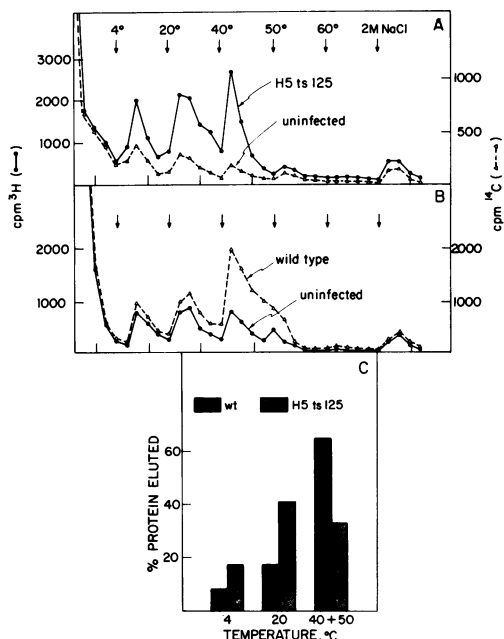 4° 20° 40° 50° 60° 2M NaCl A
3000
2000
1000
1000
500
H5 ts 125
uninfected
cpm ³H (●—●)
cpm ¹⁴C (▵--▵)
B
2000
1000
2000
1000
wild type
uninfected
C
wt H5 ts 125
60
40
20
% PROTEIN ELUTED
4 20 40 + 50
TEMPERATURE, °C